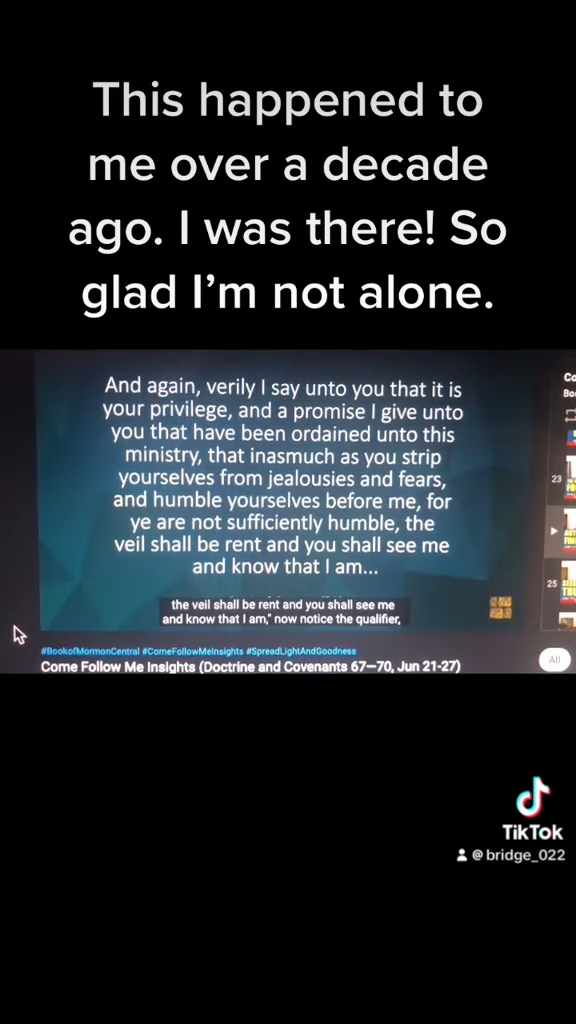 This happened to
me over a decade
ago. I was there! So
glad I’m not alone.
And again, verily I say unto you that it is
your privilege, and a promise I give unto
you that have been ordained unto this
ministry, that inasmuch as you strip
yourselves from jealousies and fears,
and humble yourselves before me, for
ye are not sufficiently humble, the
veil shall be rent and you shall see me
and know that I am...
the veil shall be rent and you shall see me
and know that I am," now notice the qualifier,
#BookofMormonCentral #ComeFollowMeInsights #SpreadLightAndGoodness
Come Follow Me Insights (Doctrine and Covenants 67—70, Jun 21-27)
Co
Bo
23
25
All
TikTok
@bridge_022